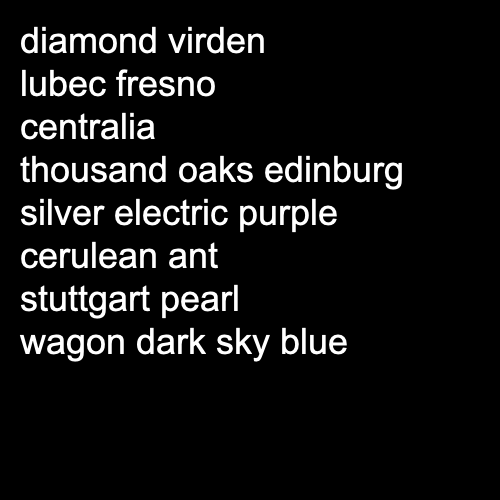 diamond virden
lubec fresno
centralia
thousand oaks edinburg
silver electric purple
cerulean ant
stuttgart pearl
wagon dark sky blue